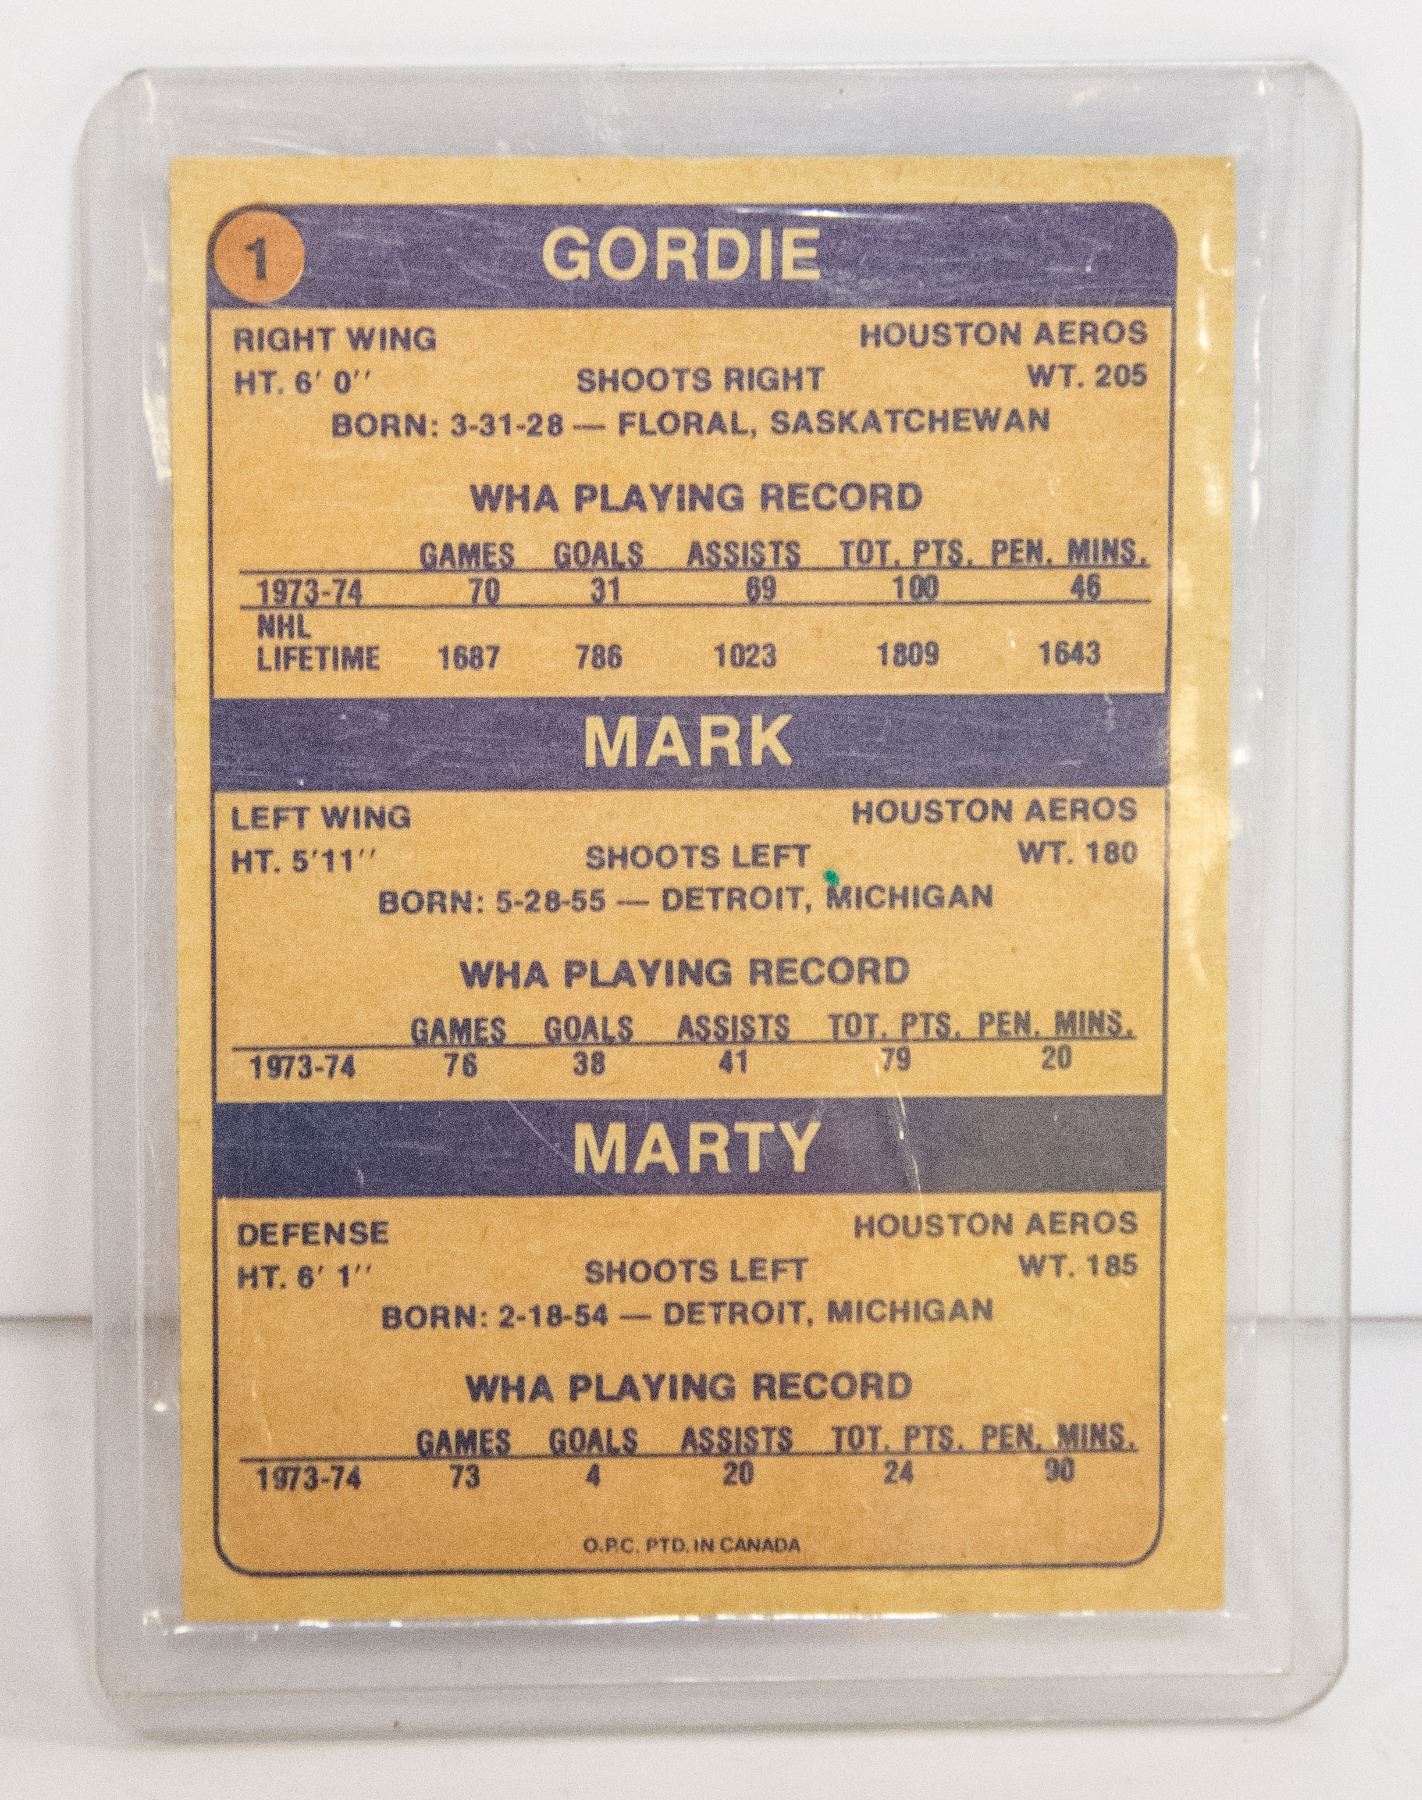 1 GORDIE
RIGHT WING HOUSTON AEROS
HT. 6' 0'' SHOOTS RIGHT WT. 205
BORN: 3-31-28 — FLORAL, SASKATCHEWAN
WHA PLAYING RECORD
GAMES GOALS ASSISTS TOT. PTS. PEN. MINS.
1973-74 70 31 69 100 46
NHL
LIFETIME 1687 786 1023 1809 1643
MARK
LEFT WING HOUSTON AEROS
HT. 5'11'' SHOOTS LEFT WT. 180
BORN: 5-28-55 — DETROIT, MICHIGAN
WHA PLAYING RECORD
GAMES GOALS ASSISTS TOT. PTS. PEN. MINS.
1973-74 76 38 41 79 20
MARTY
DEFENSE HOUSTON AEROS
HT. 6' 1'' SHOOTS LEFT WT. 185
BORN: 2-18-54 — DETROIT, MICHIGAN
WHA PLAYING RECORD
GAMES GOALS ASSISTS TOT. PTS. PEN. MINS.
1973-74 73 4 20 24 90
O.P.C. PTD. IN CANADA